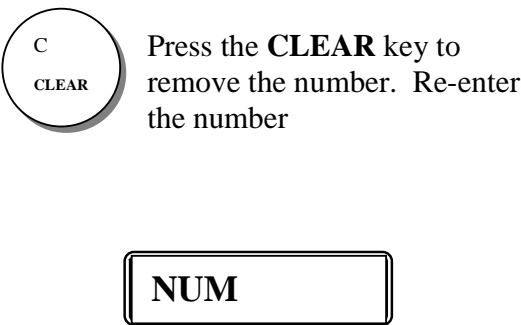 C
CLEAR
Press the CLEAR key to
remove the number.  Re-enter
the number
NUM